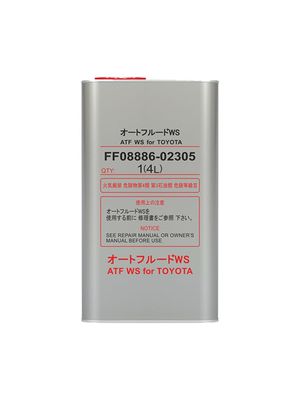 オートフルードWS
ATF WS for TOYOTA
FF08886-02305
QTY: 1(4L)
火気厳禁 危険物第4類 第3石油類 危険等級Ⅲ
使用上の注意
オートフルードWSを
使用する前に 修理書をご参照 下さい。
NOTICE
SEE REPAIR MANUAL OR OWNER'S
MANUAL BEFORE USE
オートフルードWS
ATF WS for TOYOTA